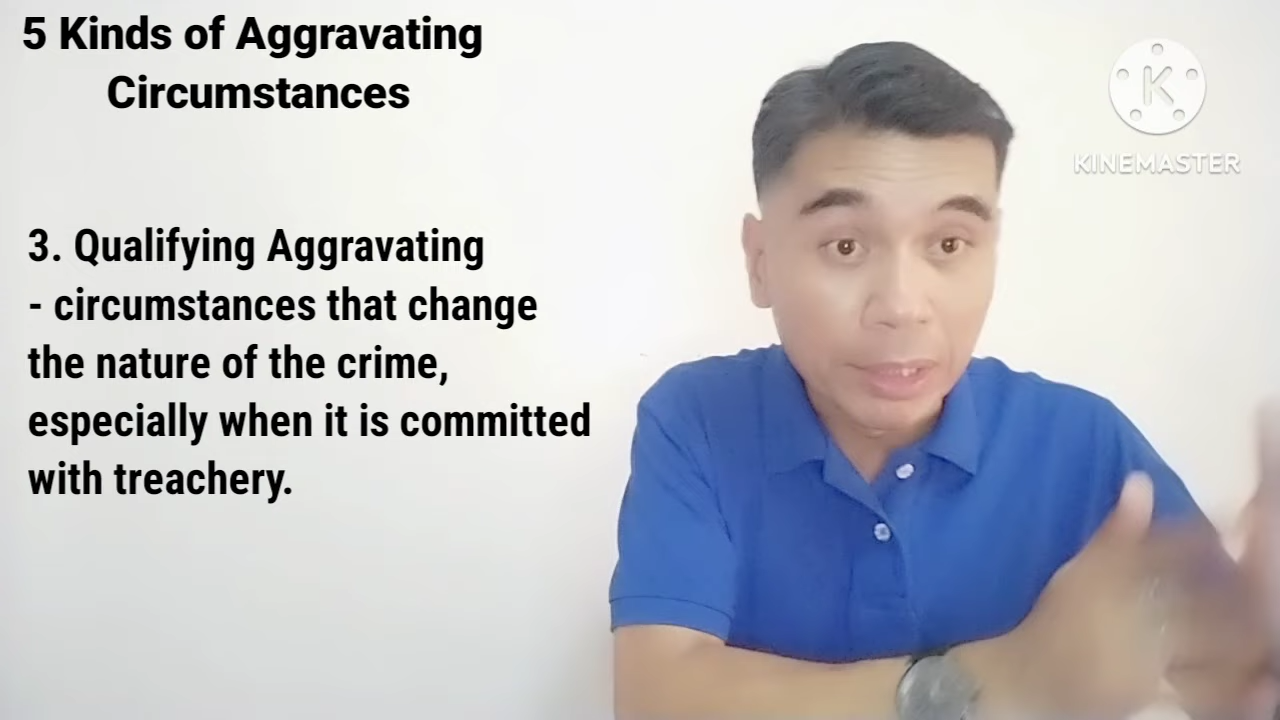 5 Kinds of Aggravating
Circumstances
K
KINEMASTER
3. Qualifying Aggravating
- circumstances that change
the nature of the crime,
especially when it is committed
with treachery.